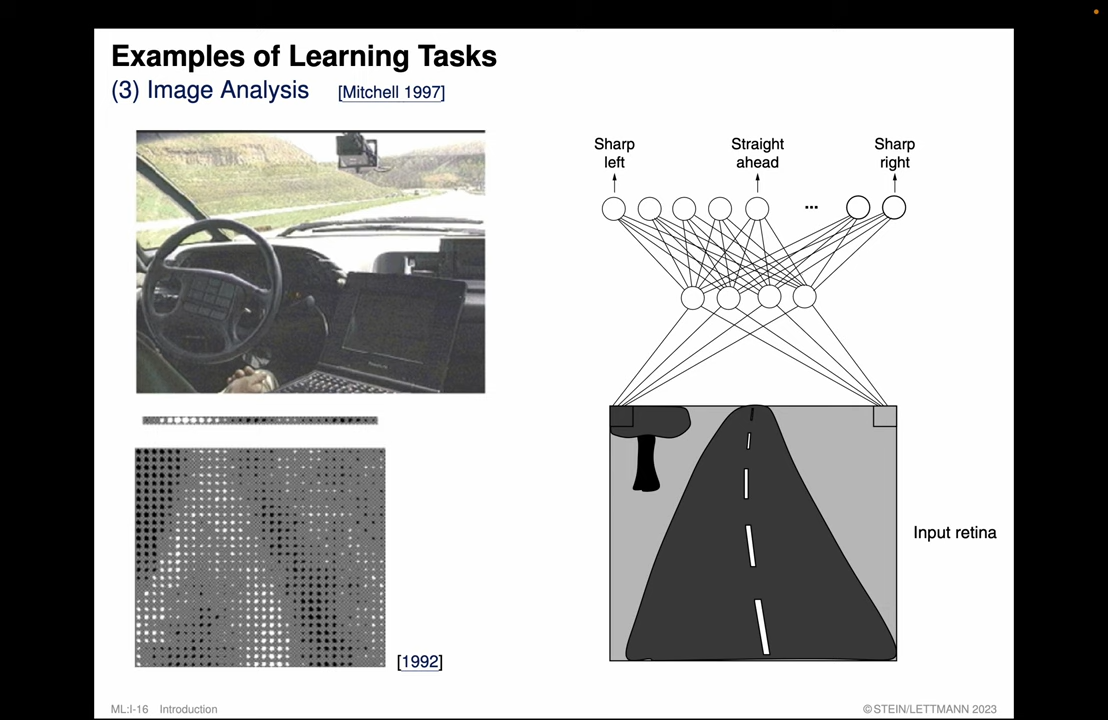 Examples of Learning Tasks
(3) Image Analysis [Mitchell 1997]
Sharp left
Straight ahead
Sharp right
...
Input retina
[1992]
ML:I-16 Introduction
©STEIN/LETTMANN 2023